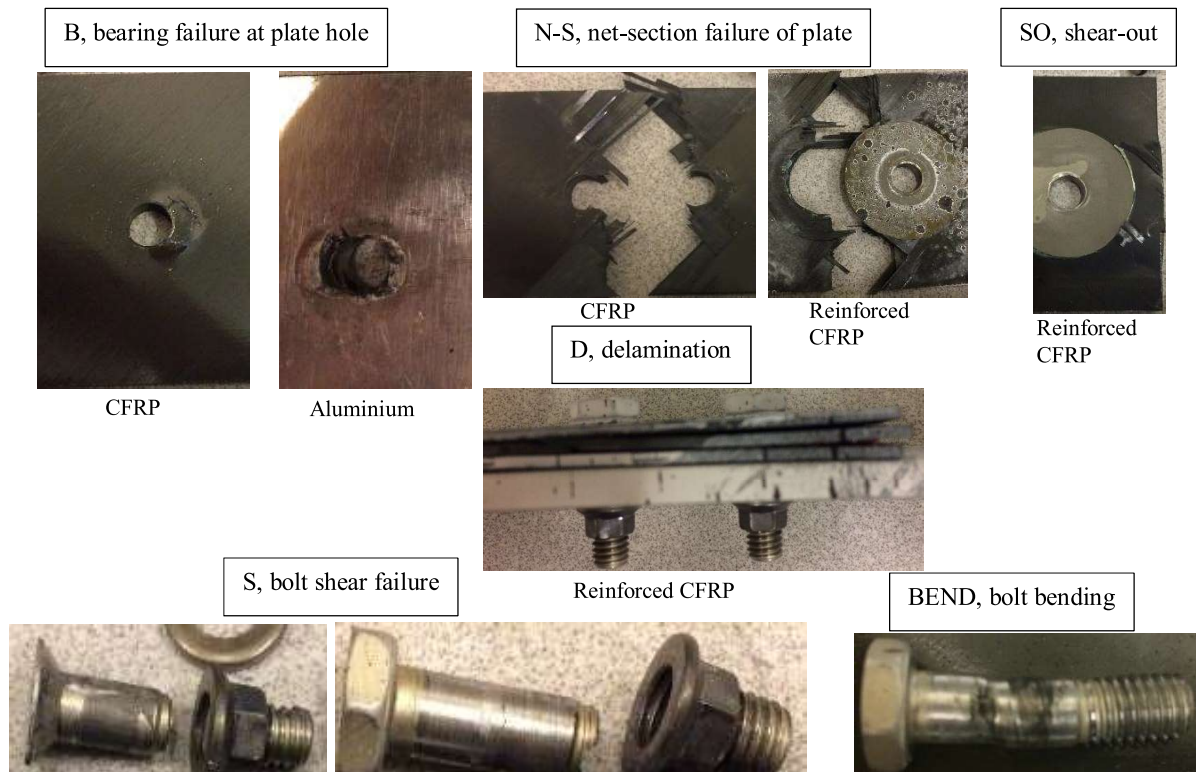 B, bearing failure at plate hole
N-S, net-section failure of plate
SO, shear-out
CFRP
Reinforced
CFRP
Reinforced
CFRP
D, delamination
CFRP
Aluminium
Reinforced CFRP
S, bolt shear failure
BEND, bolt bending